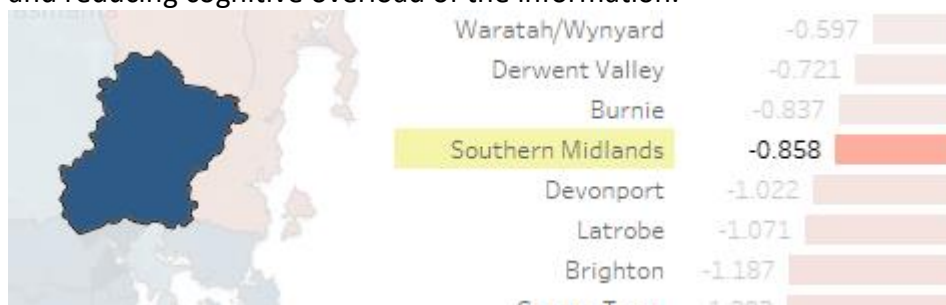 and reducing cognitive overload of the information.
Waratah/Wynyard -0.597
Derwent Valley -0.721
Burnie -0.837
Southern Midlands -0.858
Devonport -1.022
Latrobe -1.071
Brighton -1.187